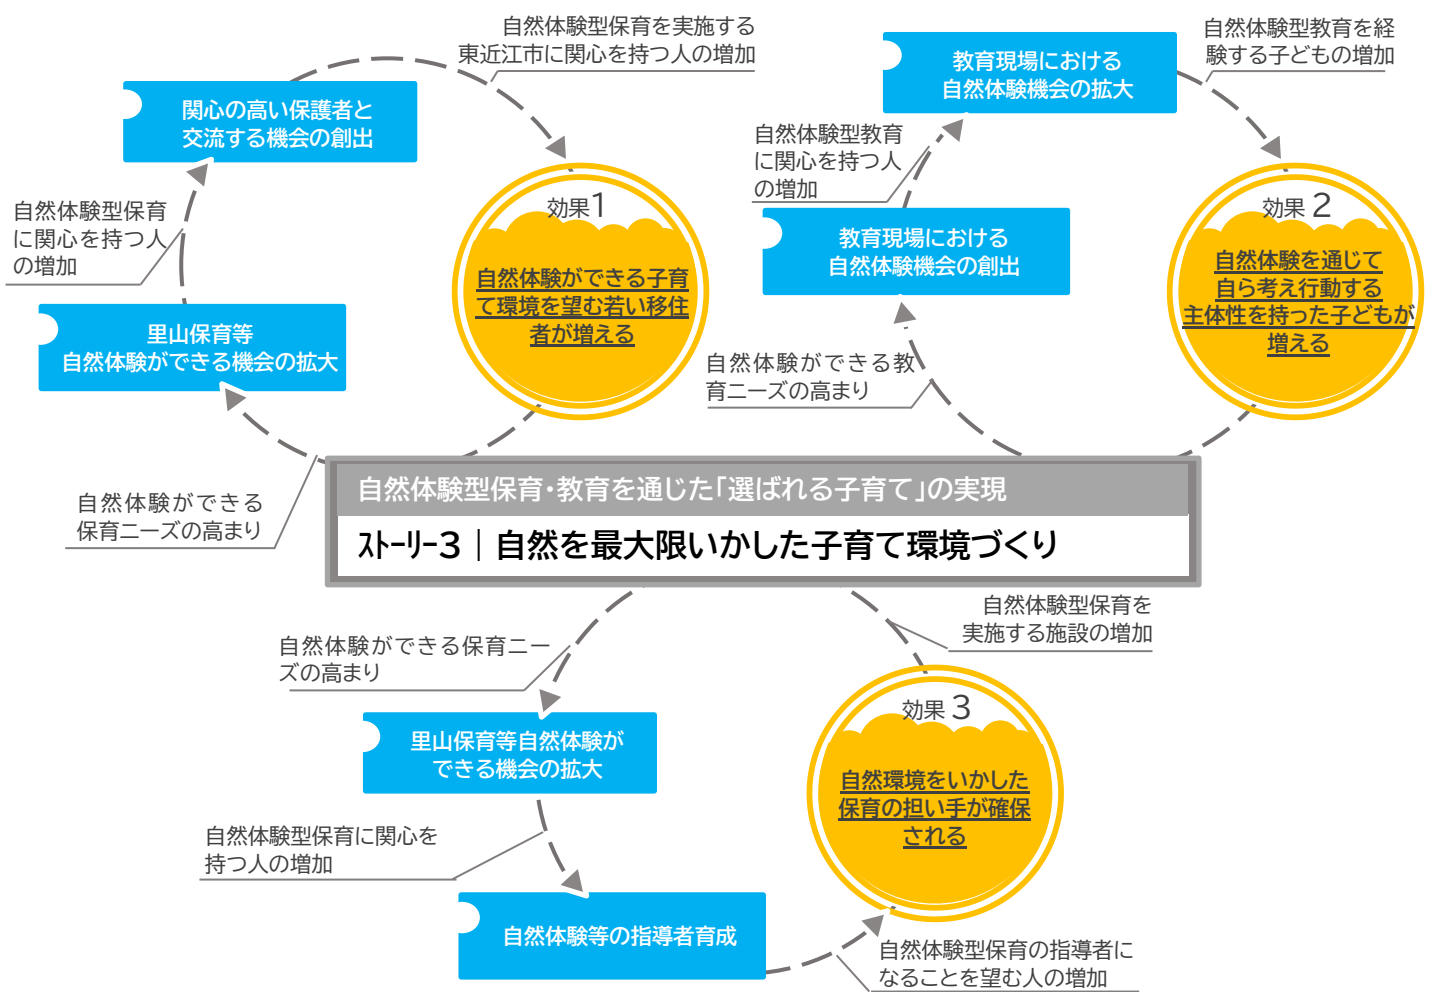 自然体験型保育を実施する
東近江市に関心を持つ人の増加
関心の高い保護者と
交流する機会の創出
自然体験型保育
に関心を持つ人
の増加
効果1
自然体験ができる子育
て環境を望む若い移住
者が増える
里山保育等
自然体験ができる機会の拡大
自然体験ができる
保育ニーズの高まり
自然体験型教育を経
験する子どもの増加
教育現場における
自然体験機会の拡大
自然体験型教育
に関心を持つ人
の増加
教育現場における
自然体験機会の創出
効果2
自然体験を通じて
自ら考え行動する
主体性を持った子どもが
増える
自然体験ができる教
育ニーズの高まり
自然体験型保育・教育を通じた「選ばれる子育て」の実現
ｽﾄｰﾘｰ3｜自然を最大限いかした子育て環境づくり
自然体験ができる保育ニー
ズの高まり
自然体験型保育を
実施する施設の増加
里山保育等自然体験が
できる機会の拡大
効果3
自然環境をいかした
保育の担い手が確保
される
自然体験型保育に関心を
持つ人の増加
自然体験等の指導者育成
自然体験型保育の指導者に
なることを望む人の増加